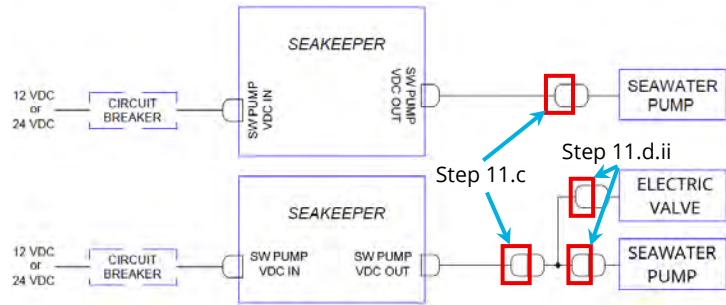 SEAKEEPER
12 VDC
or
24 VDC
CIRCUIT
BREAKER
SW PUMP
VDC IN
SW PUMP
VDC OUT
SEAWATER
PUMP
Step 11.c
Step 11.d.ii
SEAKEEPER
12 VDC
or
24 VDC
CIRCUIT
BREAKER
SW PUMP
VDC IN
SW PUMP
VDC OUT
ELECTRIC
VALVE
SEAWATER
PUMP